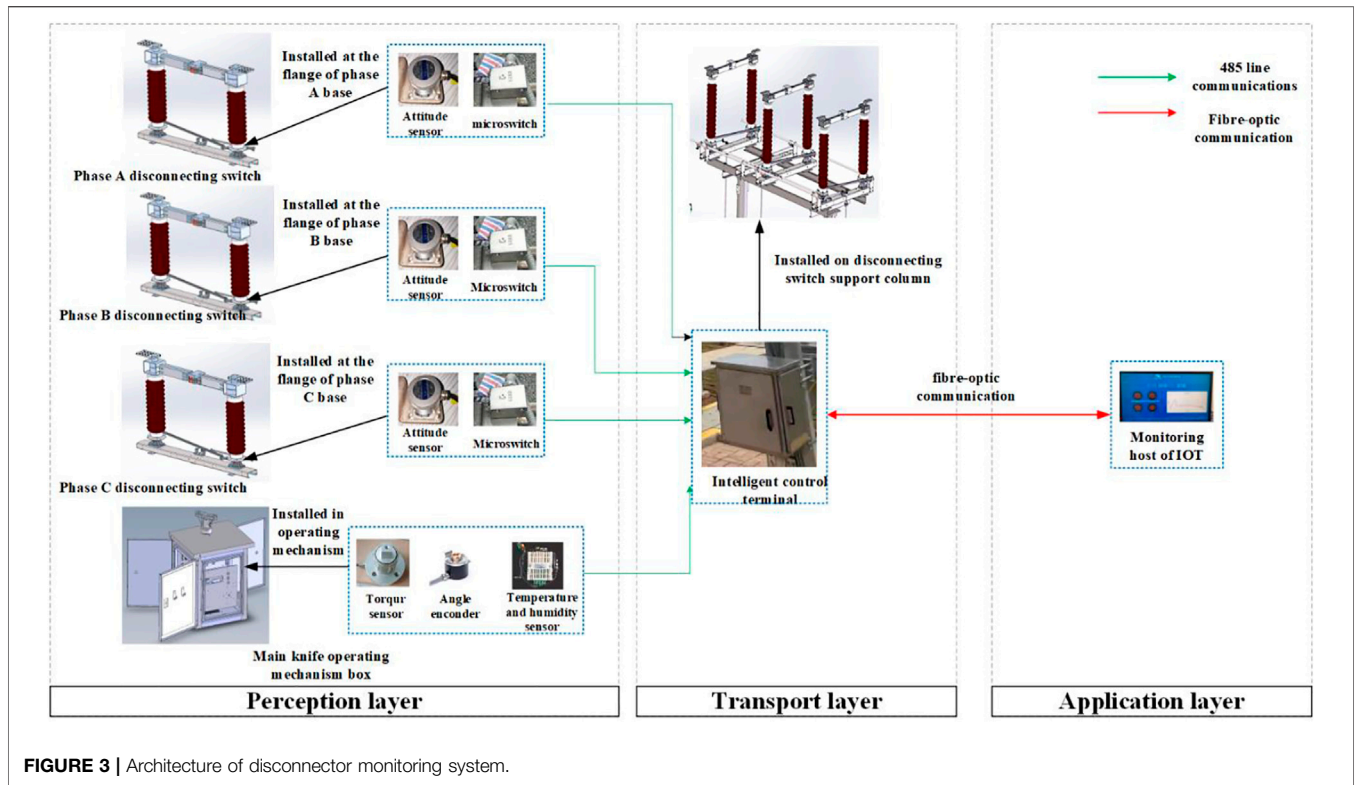 Installed at the
flange of phase
A base
Attitude
sensor
microswitch
Phase A disconnecting switch
Installed at the
flange of phase
B base
Attitude
sensor
Microswitch
Phase B disconnecting switch
Installed at the
flange of phase
C base
Attitude
sensor
Microswitch
Phase C disconnecting switch
Installed in
operating
mechanism
Torqur
sensor
Angle
enconder
Temperature
and humidity
sensor
Main knife operating
mechanism box
Perception layer
Installed on disconnecting
switch support column
Intelligent control
terminal
Transport layer
485 line
communications
Fibre-optic
communication
fibre-optic
communication
Monitoring
host of IOT
Application layer
FIGURE 3 | Architecture of disconnector monitoring system.